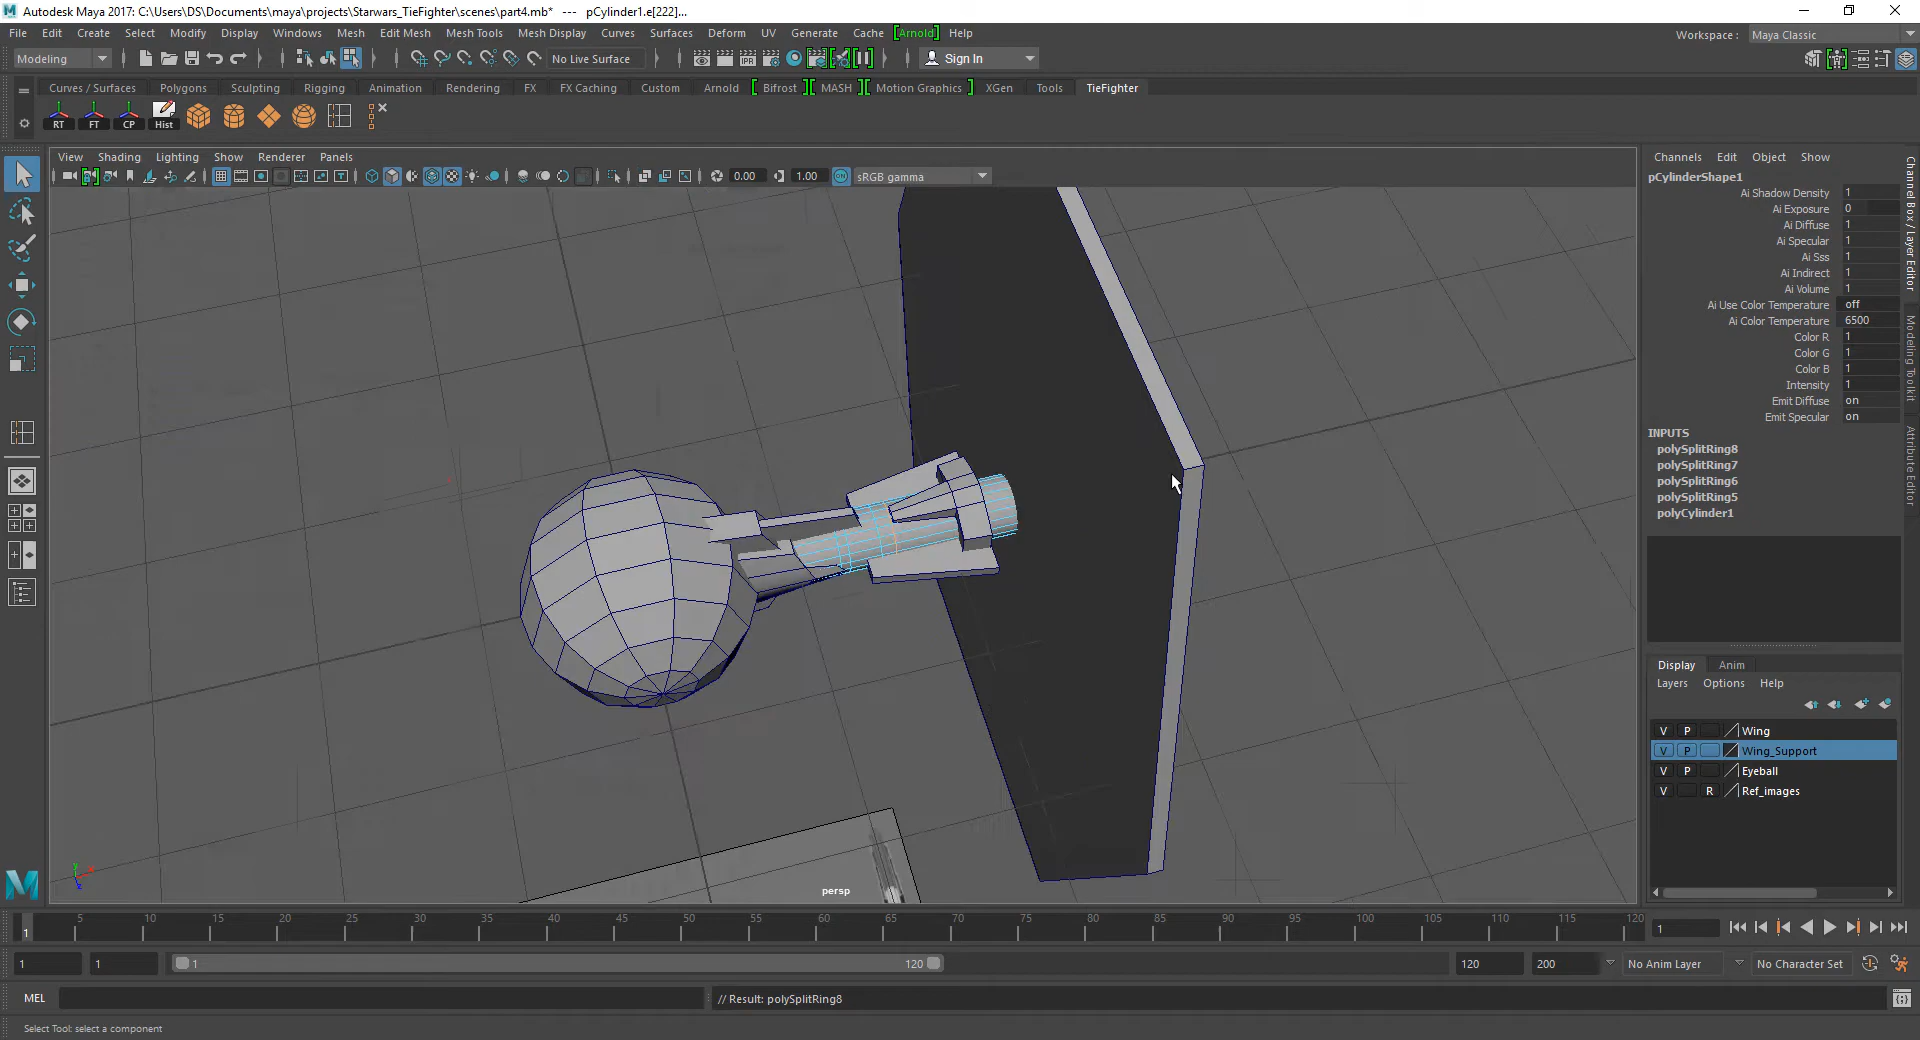 Autodesk Maya 2017: C:\Users\DS\Documents\maya\projects\Starwars_TieFighter\scenes\part4.mb* --- pCylinder1.e[222]...
File Edit Create Select Modify Display Windows Mesh Edit Mesh Mesh Tools Mesh Display Curves Surfaces Deform UV Generate Cache [Arnold] Help
Workspace : Maya Classic
Modeling No Live Surface Sign In
Curves / Surfaces Polygons Sculpting Rigging Animation Rendering FX FX Caching Custom Arnold [ Bifrost ] [ MASH ] [ Motion Graphics ] XGen Tools TieFighter
RT FT CP Hist
View Shading Lighting Show Renderer Panels
0.00 1.00 ON sRGB gamma
Channels Edit Object Show
pCylinderShape1
Ai Shadow Density 1
Ai Exposure 0
Ai Diffuse 1
Ai Specular 1
Ai Sss 1
Ai Indirect 1
Ai Volume 1
Ai Use Color Temperature off
Ai Color Temperature 6500
Color R 1
Color G 1
Color B 1
Intensity 1
Emit Diffuse on
Emit Specular on
INPUTS
polySplitRing8
polySplitRing7
polySplitRing6
polySplitRing5
polyCylinder1
Channel Box / Layer Editor
Modeling Toolkit
Attribute Editor
Display Anim
Layers Options Help
V P Wing
V P Wing_Support
V P Eyeball
V R Ref_images
persp
y x z
M
5 10 15 20 25 30 35 40 45 50 55 60 65 70 75 80 85 90 95 100 105 110 115 120
1 1
1 1 1 120 120 200 No Anim Layer No Character Set
MEL // Result: polySplitRing8
Select Tool: select a component